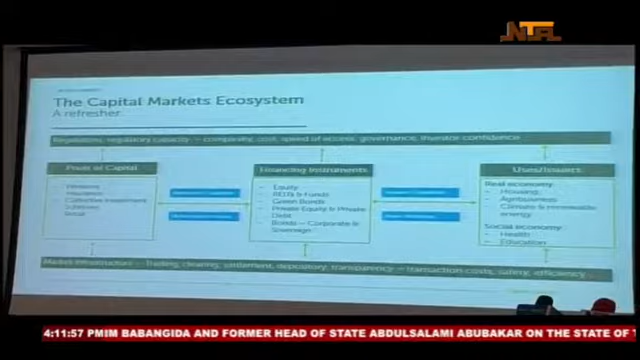 NTA
The Capital Markets Ecosystem
A refresher
Regulation, regulatory capacity – complexity, cost, speed of access, governance, investor confidence
Pools of Capital
Pensions
Insurance
Collective Investment
Schemes
Financing Instruments
- Equity
- REITs & Funds
- Green Bonds
- Private Equity & Private
Debt
- Bonds – Corporate &
Sovereign
Uses/Issuers
Real economy
- Housing
- Agribusiness
- Climate & renewable
energy
Social economy
- Health
- Education
Market Infrastructure – Trading, clearing, settlement, depository, transparency – transaction costs, safety, efficiency
4:11:57 PM IM BABANGIDA AND FORMER HEAD OF STATE ABDULSALAMI ABUBAKAR ON THE STATE OF